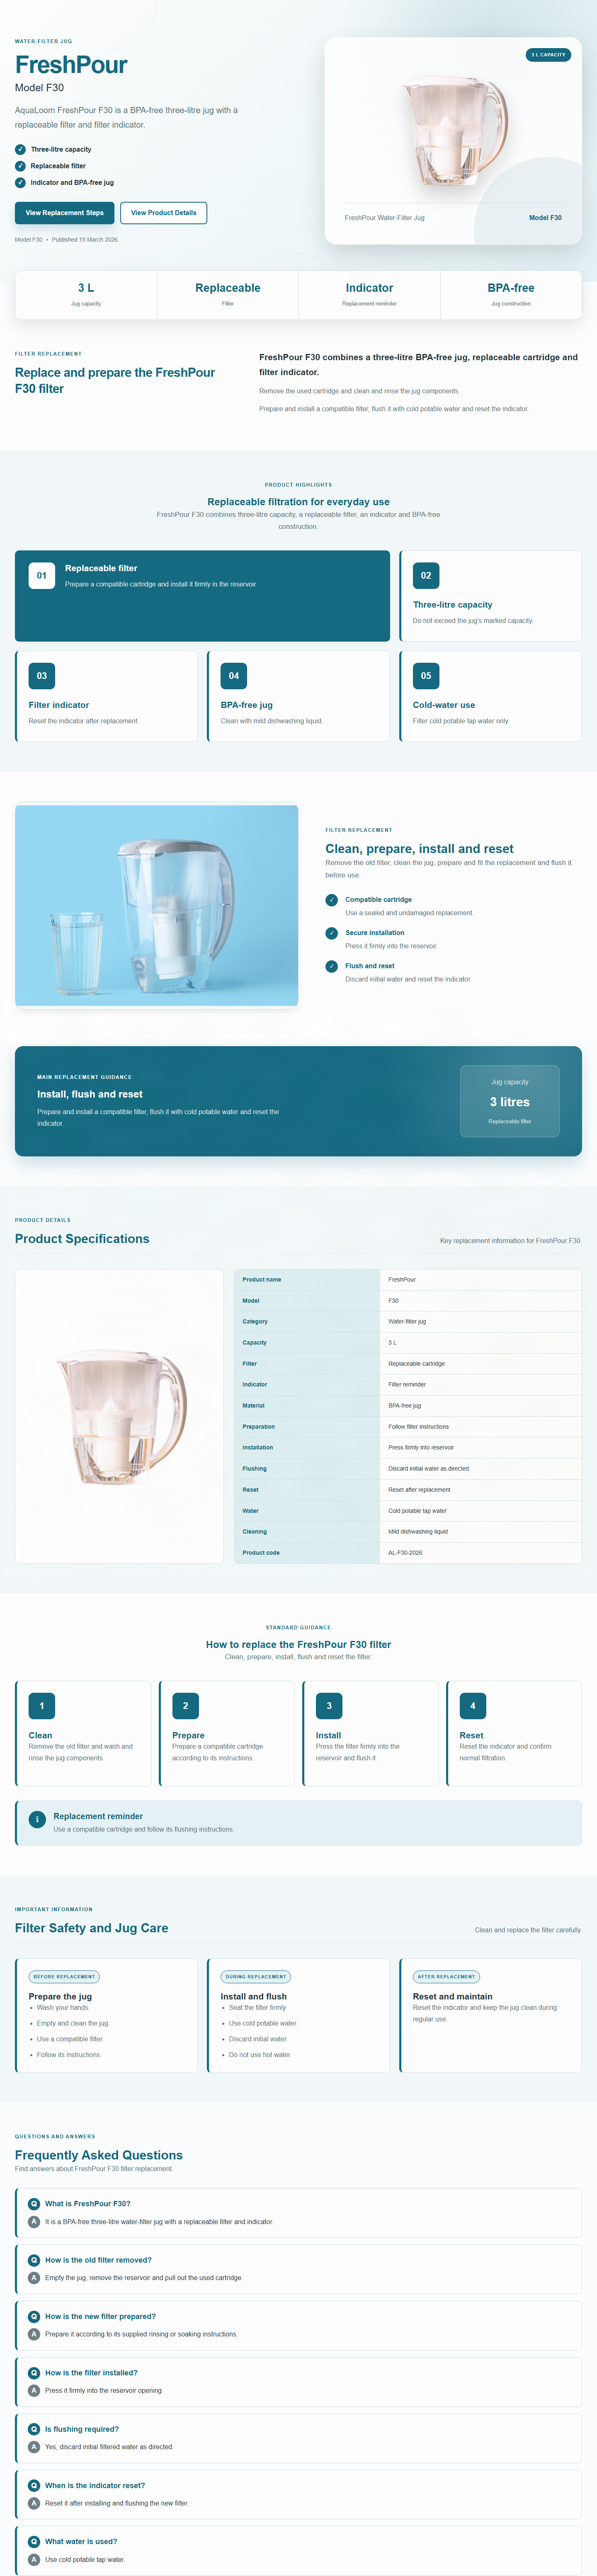 WATER-FILTER JUG
FreshPour
Model F30
AquaLoom FreshPour F30 is a BPA-free three-litre jug with a
replaceable filter and filter indicator.
Three-litre capacity
Replaceable filter
Indicator and BPA-free jug
View Replacement Steps
View Product Details
Model F30 • Published 15 March 2026
3 L CAPACITY
FreshPour Water-Filter Jug
Model F30
3 L
Jug capacity
Replaceable
Filter
Indicator
Replacement reminder
BPA-free
Jug construction
FILTER REPLACEMENT
Replace and prepare the FreshPour
F30 filter
FreshPour F30 combines a three-litre BPA-free jug, replaceable cartridge and
filter indicator.
Remove the used cartridge and clean and rinse the jug components.
Prepare and install a compatible filter, flush it with cold potable water and reset the indicator.
PRODUCT HIGHLIGHTS
Replaceable filtration for everyday use
FreshPour F30 combines three-litre capacity, a replaceable filter, an indicator and BPA-free
construction.
01
Replaceable filter
Prepare a compatible cartridge and install it firmly in the reservoir.
02
Three-litre capacity
Do not exceed the jug's marked capacity.
03
Filter indicator
Reset the indicator after replacement.
04
BPA-free jug
Clean with mild dishwashing liquid.
05
Cold-water use
Filter cold potable tap water only.
FILTER REPLACEMENT
Clean, prepare, install and reset
Remove the old filter, clean the jug, prepare and fit the replacement and flush it
before use.
Compatible cartridge
Use a sealed and undamaged replacement.
Secure installation
Press it firmly into the reservoir.
Flush and reset
Discard initial water and reset the indicator.
MAIN REPLACEMENT GUIDANCE
Install, flush and reset
Prepare and install a compatible filter, flush it with cold potable water and reset the
indicator.
Jug capacity
3 litres
Replaceable filter
PRODUCT DETAILS
Product Specifications
Key replacement information for FreshPour F30.
Product name FreshPour
Model F30
Category Water-filter jug
Capacity 3 L
Filter Replaceable cartridge
Indicator Filter reminder
Material BPA-free jug
Preparation Follow filter instructions
Installation Press firmly into reservoir
Flushing Discard initial water as directed
Reset Reset after replacement
Water Cold potable tap water
Cleaning Mild dishwashing liquid
Product code AL-F30-2026
STANDARD GUIDANCE
How to replace the FreshPour F30 filter
Clean, prepare, install, flush and reset the filter.
1
Clean
Remove the old filter and wash and
rinse the jug components.
2
Prepare
Prepare a compatible cartridge
according to its instructions.
3
Install
Press the filter firmly into the
reservoir and flush it.
4
Reset
Reset the indicator and confirm
normal filtration.
i
Replacement reminder
Use a compatible cartridge and follow its flushing instructions.
IMPORTANT INFORMATION
Filter Safety and Jug Care
Clean and replace the filter carefully.
BEFORE REPLACEMENT
Prepare the jug
• Wash your hands.
• Empty and clean the jug.
• Use a compatible filter.
• Follow its instructions.
DURING REPLACEMENT
Install and flush
• Seat the filter firmly.
• Use cold potable water.
• Discard initial water.
• Do not use hot water.
AFTER REPLACEMENT
Reset and maintain
Reset the indicator and keep the jug clean during
regular use.
QUESTIONS AND ANSWERS
Frequently Asked Questions
Find answers about FreshPour F30 filter replacement.
Q What is FreshPour F30?
A It is a BPA-free three-litre water-filter jug with a replaceable filter and indicator.
Q How is the old filter removed?
A Empty the jug, remove the reservoir and pull out the used cartridge.
Q How is the new filter prepared?
A Prepare it according to its supplied rinsing or soaking instructions.
Q How is the filter installed?
A Press it firmly into the reservoir opening.
Q Is flushing required?
A Yes, discard initial filtered water as directed.
Q When is the indicator reset?
A Reset it after installing and flushing the new filter.
Q What water is used?
A Use cold potable tap water.